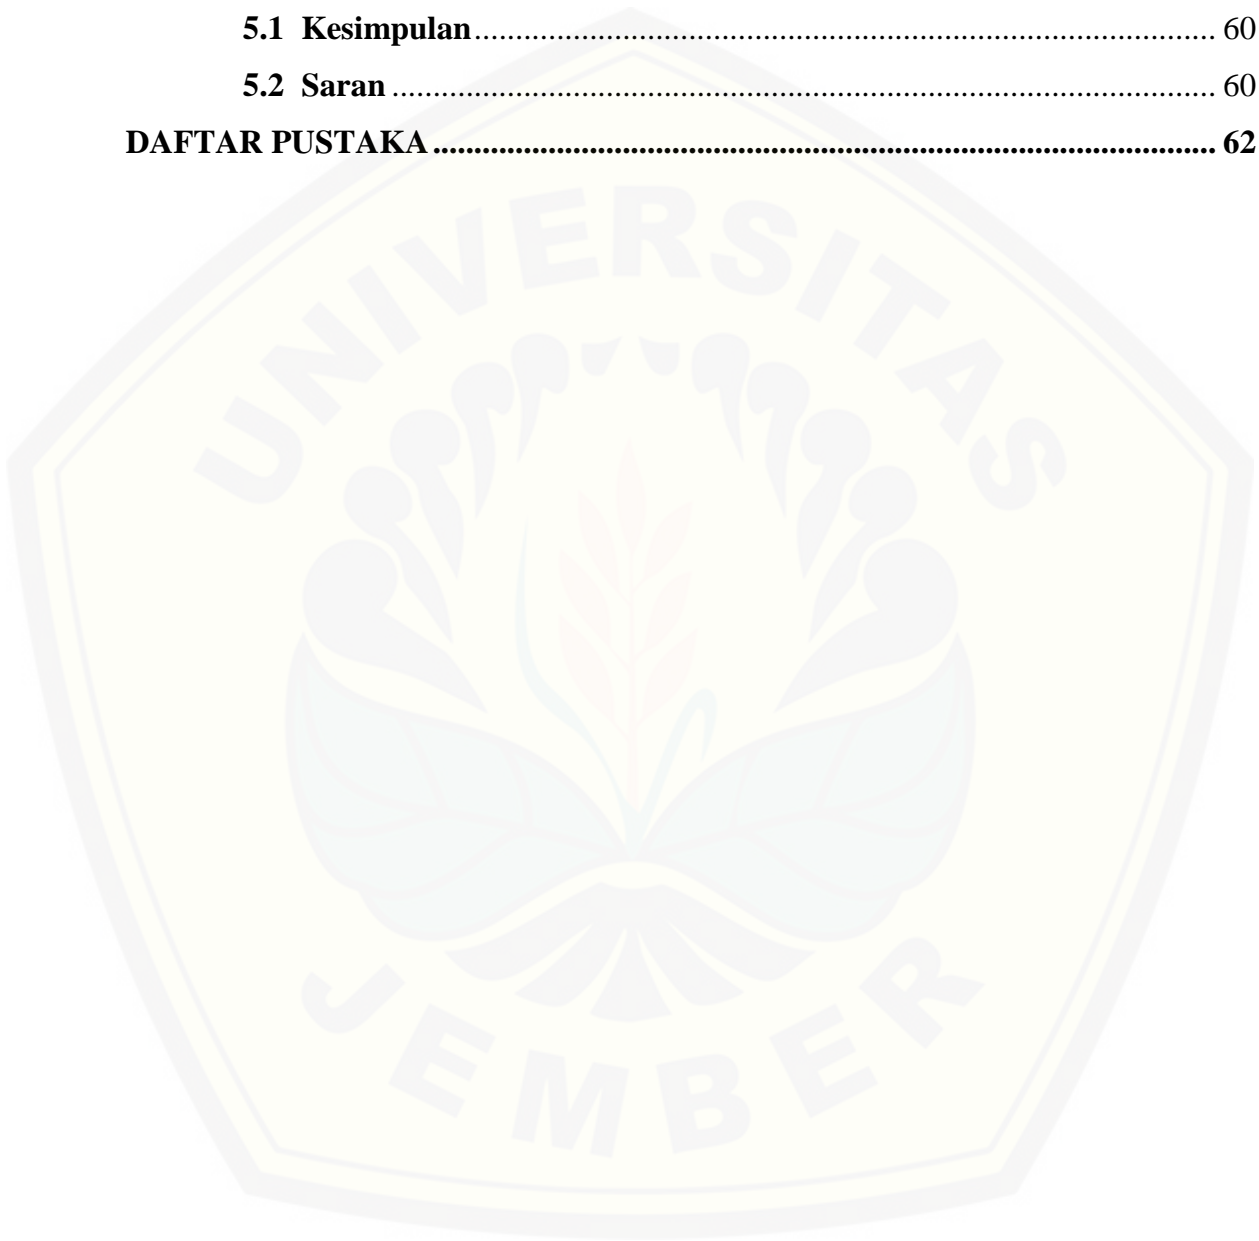 5.1 Kesimpulan........................................................................................... 60
5.2 Saran ..................................................................................................... 60
DAFTAR PUSTAKA ................................................................................................ 62
UNIVERSITAS
JEMBER